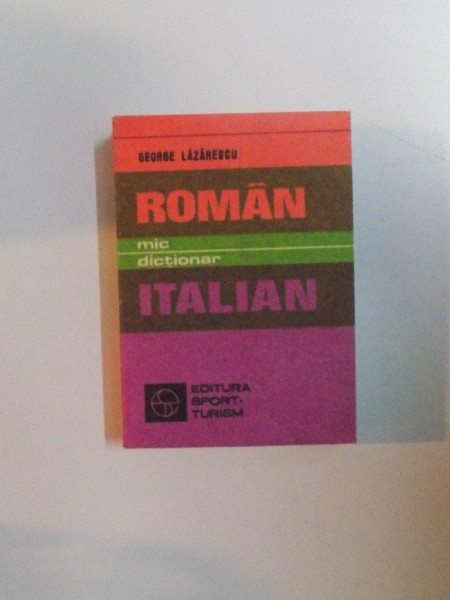 GEORGE LĂZĂRESCU
ROMÂN
mic
dicționar
ITALIAN
EDITURA
SPORT-
TURISM